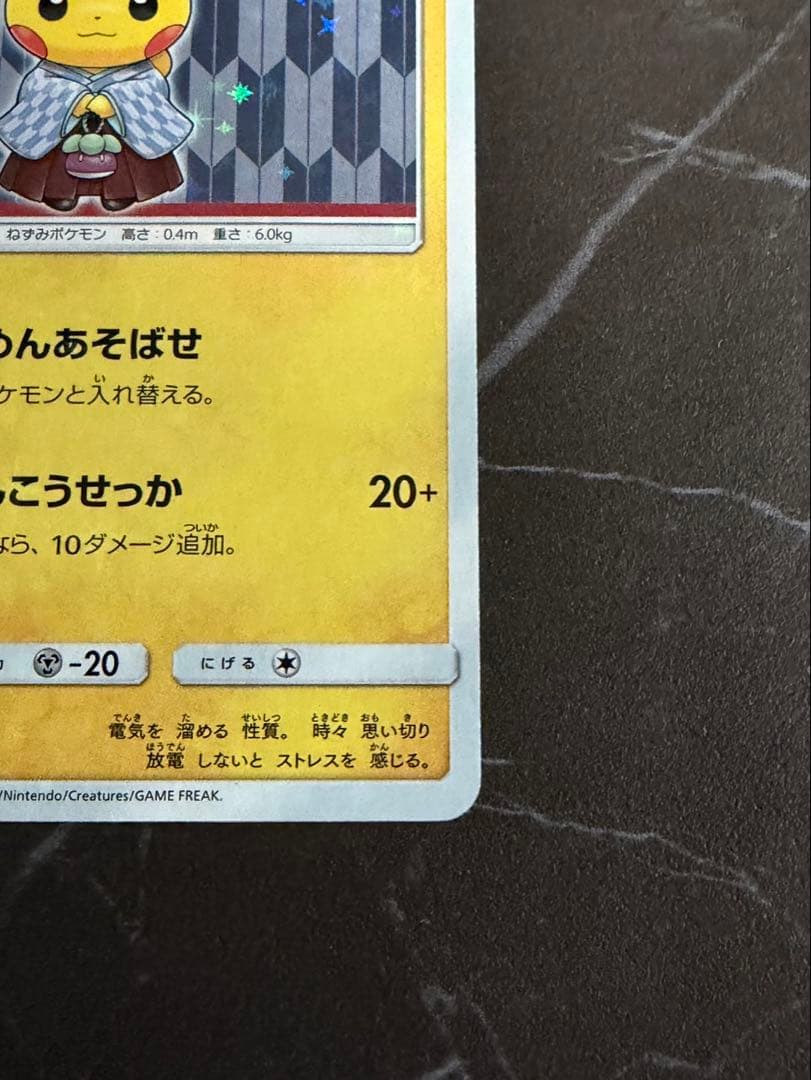 ねずみポケモン 高さ：0.4m 重さ：6.0kg
めんあそばせ
ケモンと入れ替える。
こうせっか 20+
なら、10ダメージ追加。
-20 にげる
電気を 溜める 性質。 時々 思い切り
放電 しないと ストレスを 感じる。
/Nintendo/Creatures/GAME FREAK.